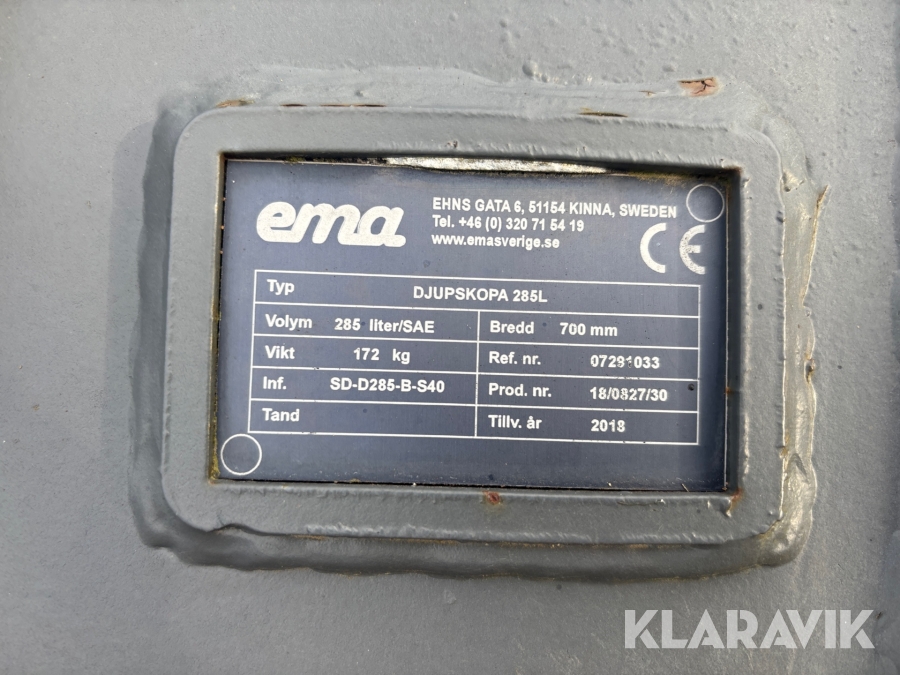 ema
EHNS GATA 6, 51154 KINNA, SWEDEN
Tel. +46 (0) 320 71 54 19
www.emasverige.se
CE
Typ DJUPSKOPA 285L
Volym 285 liter/SAE Bredd 700 mm
Vikt 172 kg Ref. nr. 07291033
Inf. SD-D285-B-S40 Prod. nr. 18/0827/30
Tand Tillv. år 2018
KLARAVIK